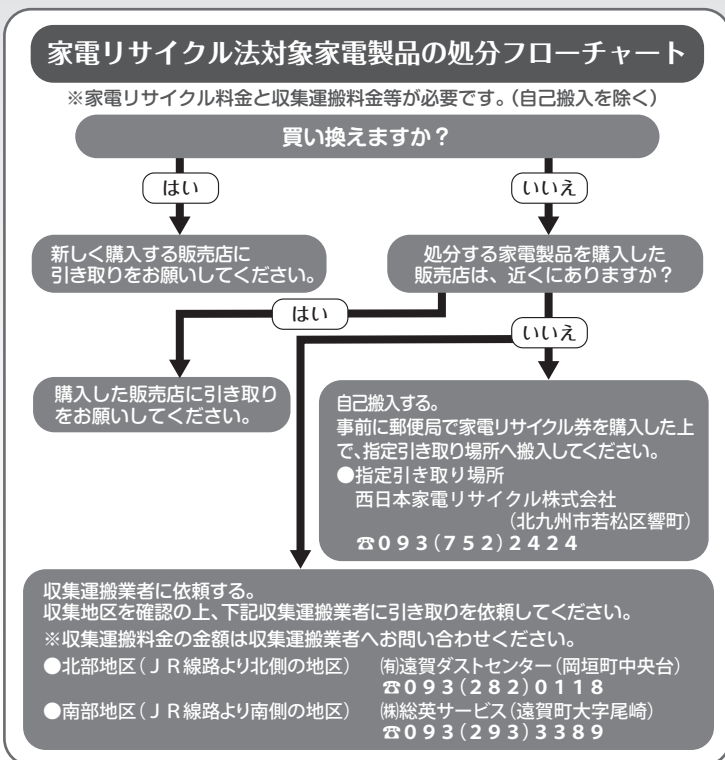 家電リサイクル法対象家電製品の処分フローチャート
※家電リサイクル料金と収集運搬料金等が必要です。(自己搬入を除く)
買い換えますか？
はい
いいえ
新しく購入する販売店に
引き取りをお願いしてください。
処分する家電製品を購入した
販売店は、近くにありますか？
はい
いいえ
購入した販売店に引き取り
をお願いしてください。
自己搬入する。
事前に郵便局で家電リサイクル券を購入した上
で、指定引き取り場所へ搬入してください。
●指定引き取り場所
西日本家電リサイクル株式会社
(北九州市若松区響町)
☎093(752)2424
収集運搬業者に依頼する。
収集地区を確認の上、下記収集運搬業者に引き取りを依頼してください。
※収集運搬料金の金額は収集運搬業者へお問い合わせください。
●北部地区(ＪＲ線路より北側の地区) ㈲遠賀ダストセンター(岡垣町中央台)
☎093(282)0118
●南部地区(ＪＲ線路より南側の地区) ㈱総英サービス(遠賀町大字尾崎)
☎093(293)3389